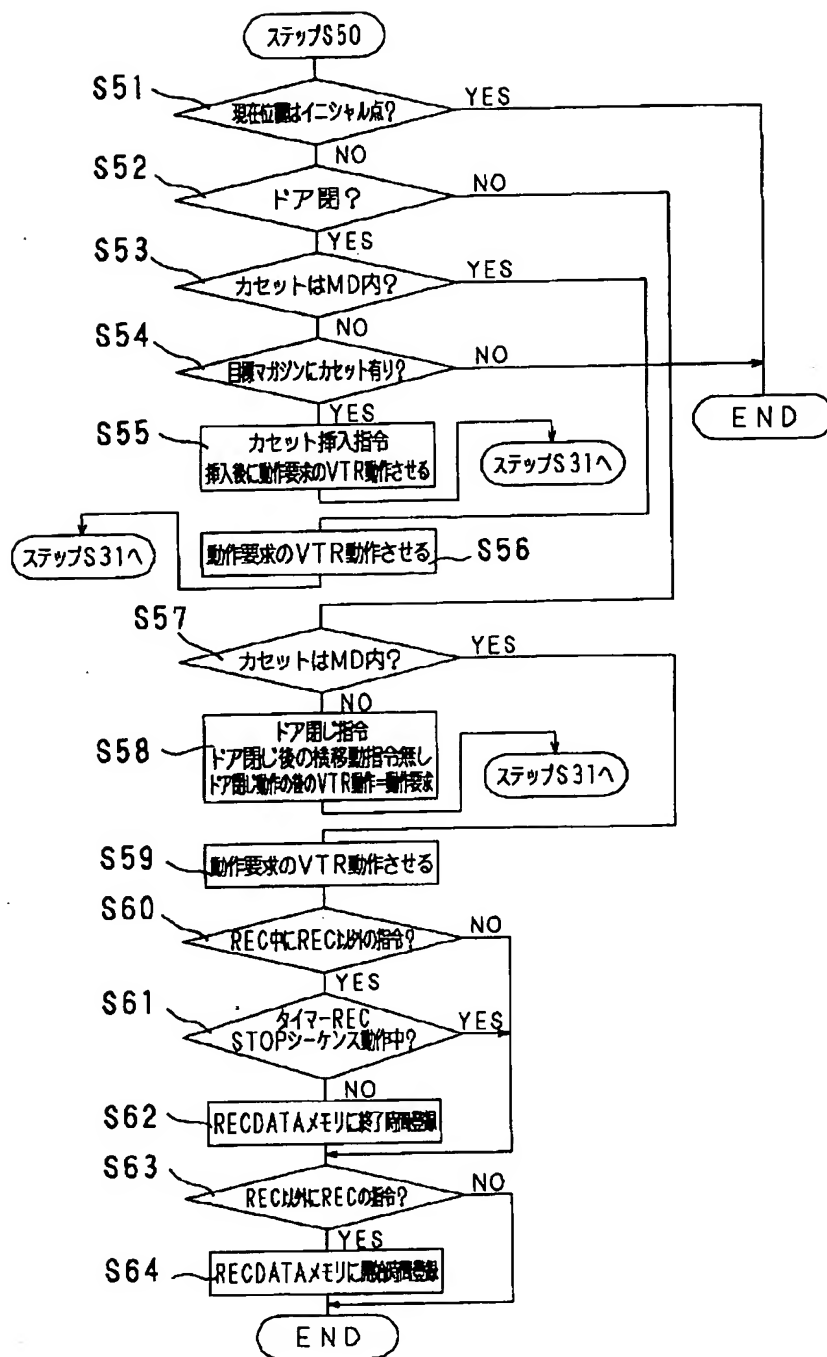 ステップS50
S51
現在位置はイニシャル点?
YES
NO
S52
ドア閉?
NO
YES
S53
カセットはMD内?
YES
NO
S54
目標マガジンにカセット有り?
NO
YES
END
S55
カセット挿入指令
挿入後に動作要求のVTR動作させる
ステップS31へ
ステップS31へ
動作要求のVTR動作させる
S56
S57
カセットはMD内?
YES
NO
S58
ドア閉じ指令
ドア閉じ後の横移動指令無し
ドア閉じ動作の後のVTR動作=動作要求
ステップS31へ
S59
動作要求のVTR動作させる
S60
REC中にREC以外の指令?
NO
YES
S61
タイマーREC
STOPシーケンス動作中?
YES
NO
S62
RECDATAメモリに終了時間登録
S63
REC以外にRECの指令?
NO
YES
S64
RECDATAメモリに開始時間登録
END